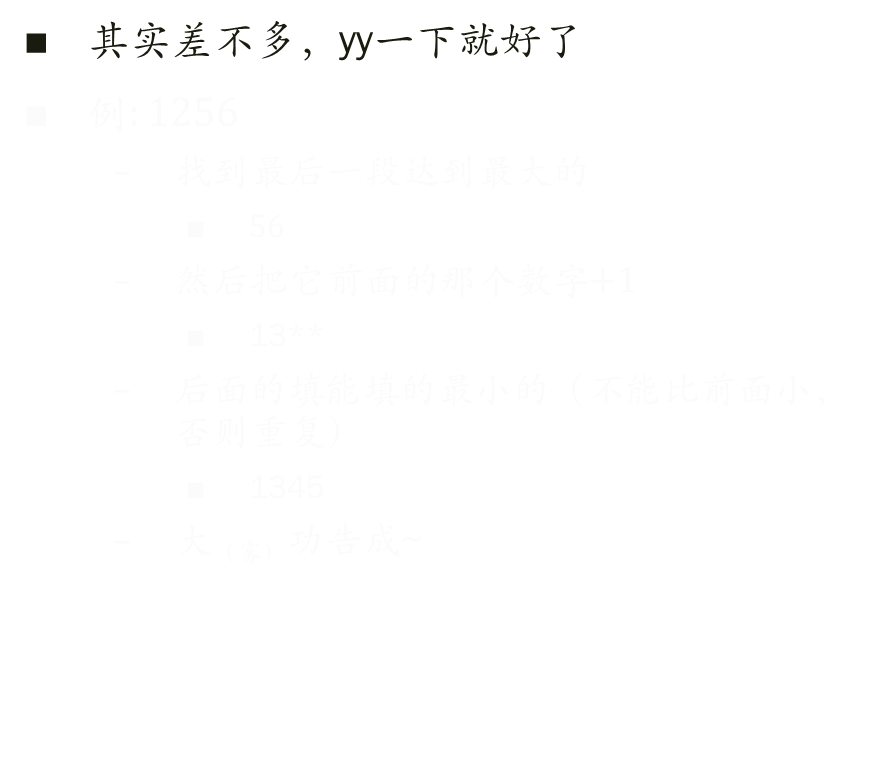 ■ 其实差不多，yy一下就好了
■ 例: 1256
– 找到最后一段达到最大的
■ 56
– 然后把它前面的那个数字+1
■ 13**
– 后面的填能填的最小的（不能比前面小，
否则重复）
■ 1345
– 大（雾）功告成~